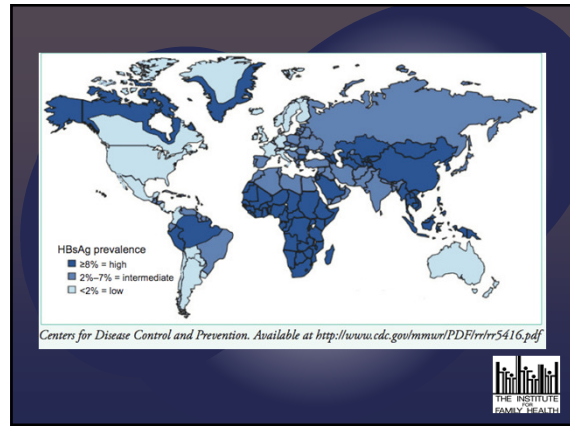 HBsAg prevalence
≥8% = high
2%–7% = intermediate
<2% = low
Centers for Disease Control and Prevention. Available at http://www.cdc.gov/mmwr/PDF/rr/rr5416.pdf
THE INSTITUTE
FOR
FAMILY HEALTH